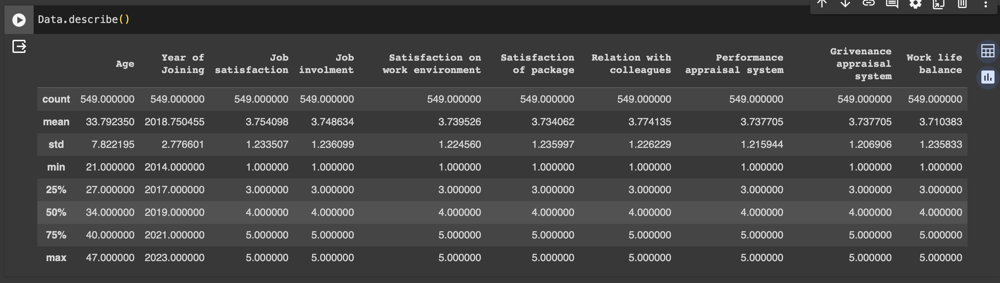 Data.describe()
Age Year of Joining Job satisfaction Job involment Satisfaction on work environment Satisfaction of package Relation with colleagues Performance appraisal system Grivenance appraisal system Work life balance
count 549.000000 549.000000 549.000000 549.000000 549.000000 549.000000 549.000000 549.000000 549.000000 549.000000
mean 33.792350 2018.750455 3.754098 3.748634 3.739526 3.734062 3.774135 3.737705 3.737705 3.710383
std 7.822195 2.776601 1.233507 1.236099 1.224560 1.235997 1.226229 1.215944 1.206906 1.235833
min 21.000000 2014.000000 1.000000 1.000000 1.000000 1.000000 1.000000 1.000000 1.000000 1.000000
25% 27.000000 2017.000000 3.000000 3.000000 3.000000 3.000000 3.000000 3.000000 3.000000 3.000000
50% 34.000000 2019.000000 4.000000 4.000000 4.000000 4.000000 4.000000 4.000000 4.000000 4.000000
75% 40.000000 2021.000000 5.000000 5.000000 5.000000 5.000000 5.000000 5.000000 5.000000 5.000000
max 47.000000 2023.000000 5.000000 5.000000 5.000000 5.000000 5.000000 5.000000 5.000000 5.000000